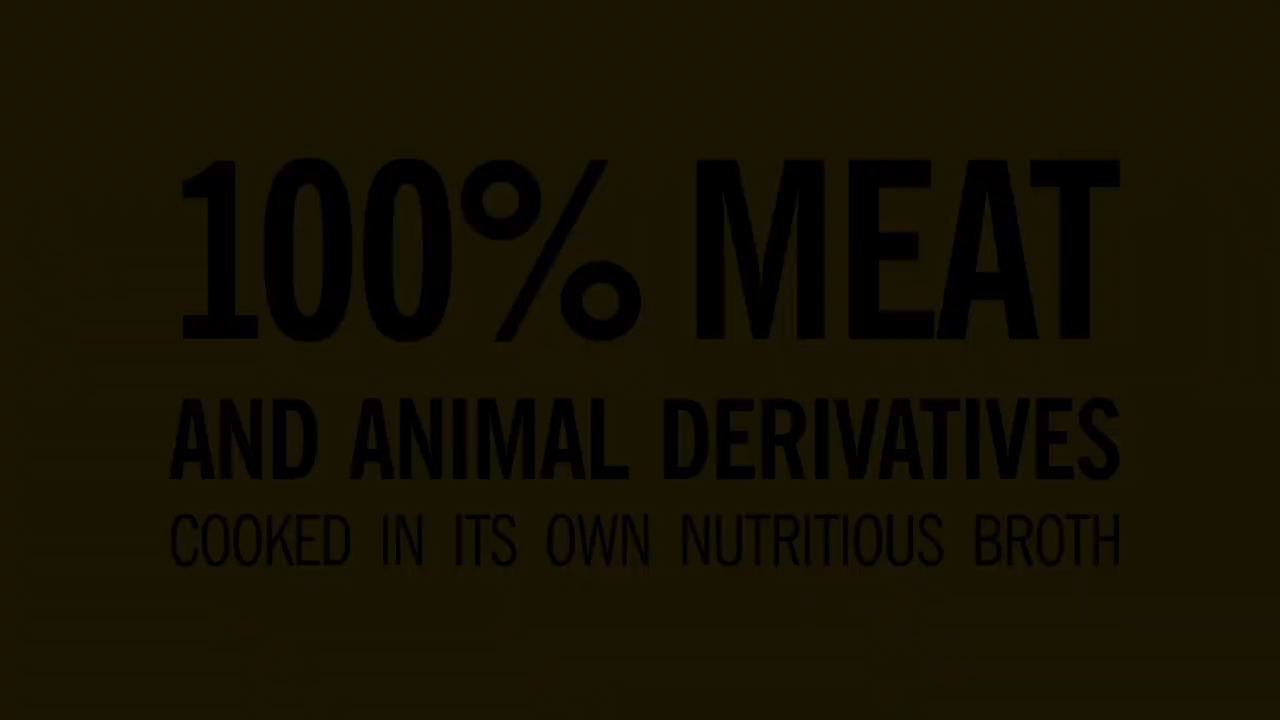 100% MEAT
AND ANIMAL DERIVATIVES
COOKED IN ITS OWN NUTRITIOUS BROTH